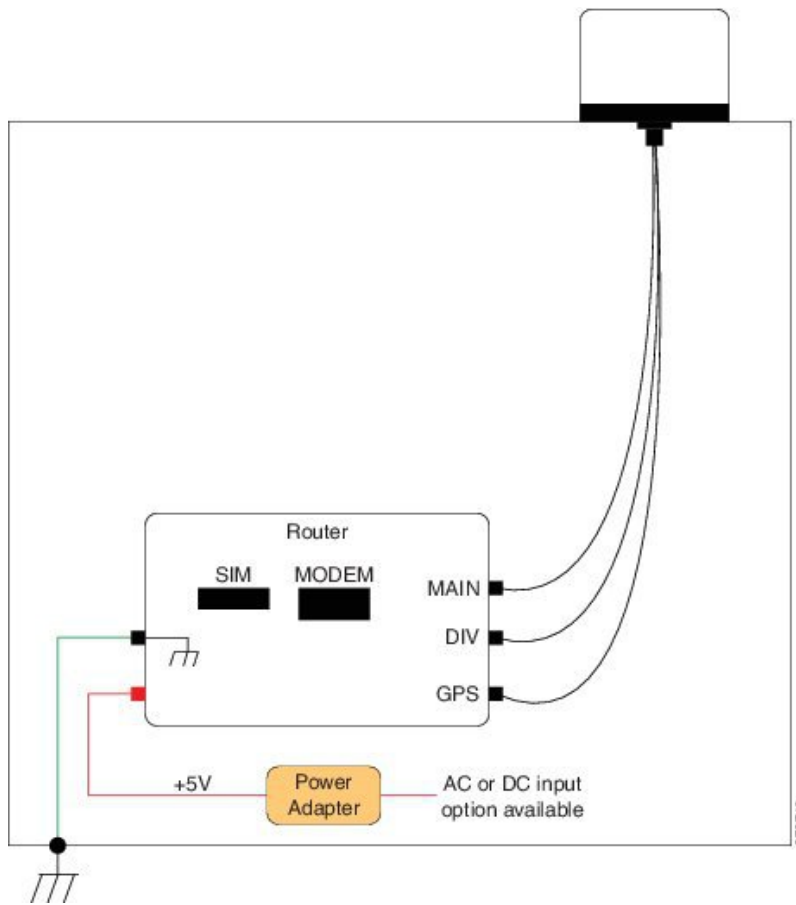 Router
SIM
MODEM
MAIN
DIV
GPS
+5V
Power
Adapter
AC or DC input
option available